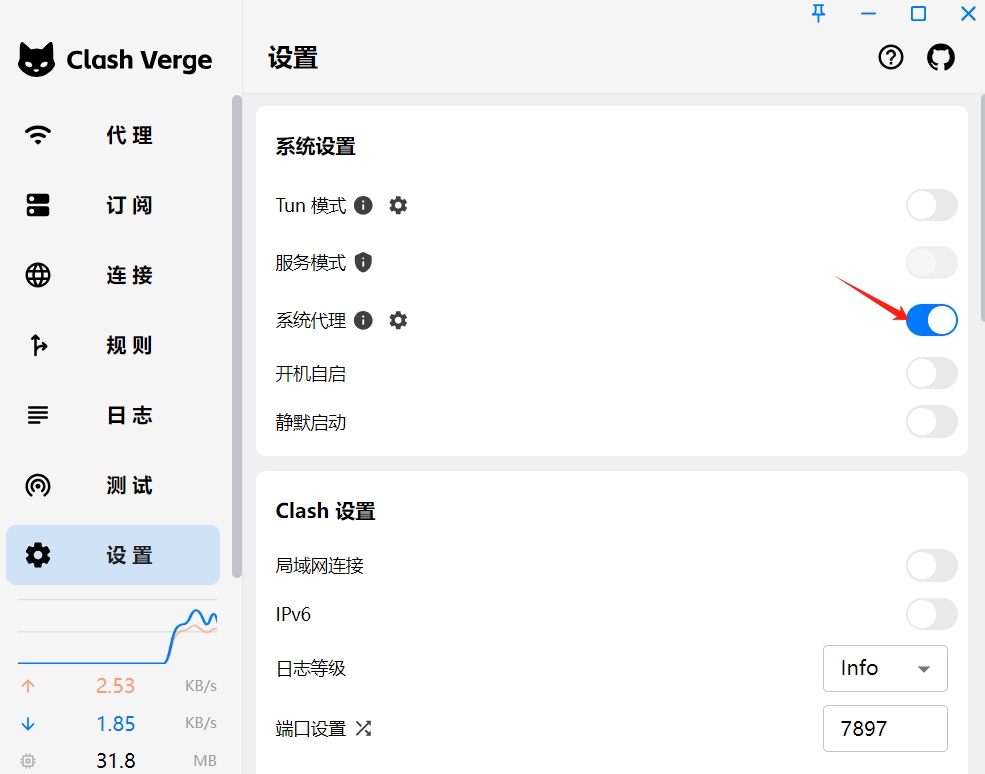 Clash Verge
代 理
订 阅
连 接
规 则
日 志
测 试
设 置
2.53 KB/s
1.85 KB/s
31.8 MB
设置
系统设置
Tun 模式
服务模式
系统代理
开机自启
静默启动
Clash 设置
局域网连接
IPv6
日志等级 Info
端口设置 7897